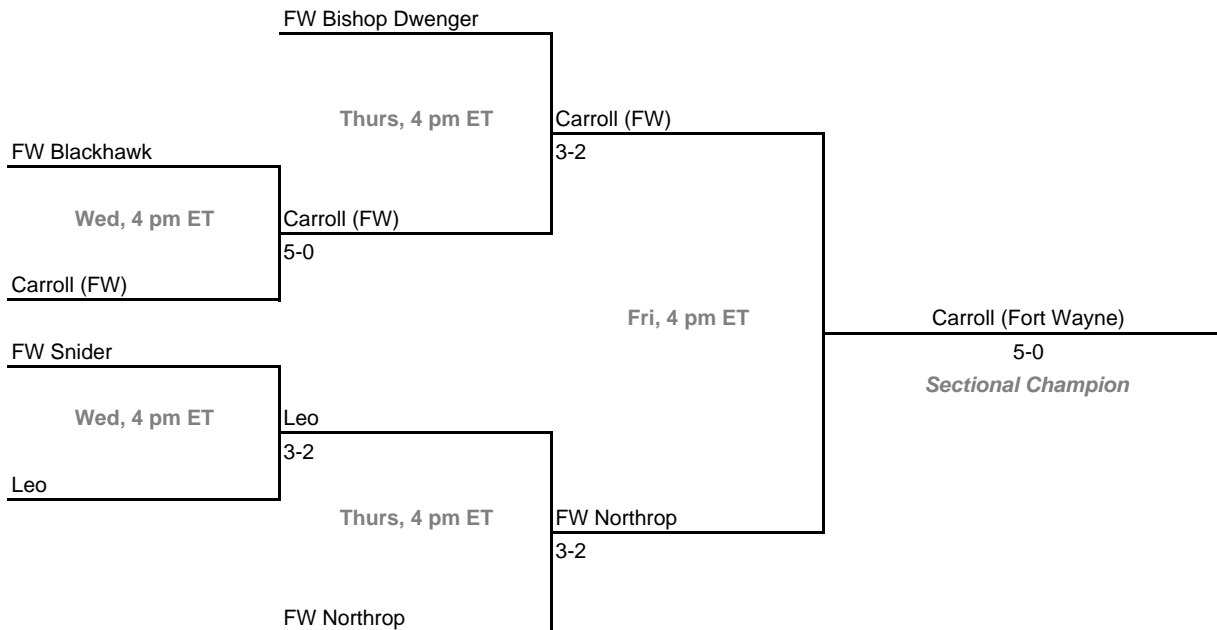 FW Bishop Dwenger
Thurs, 4 pm ET
Carroll (FW)
3-2
FW Blackhawk
Wed, 4 pm ET
Carroll (FW)
5-0
Carroll (FW)
Fri, 4 pm ET
Carroll (Fort Wayne)
5-0
Sectional Champion
FW Snider
Wed, 4 pm ET
Leo
3-2
Leo
Thurs, 4 pm ET
FW Northrop
3-2
FW Northrop